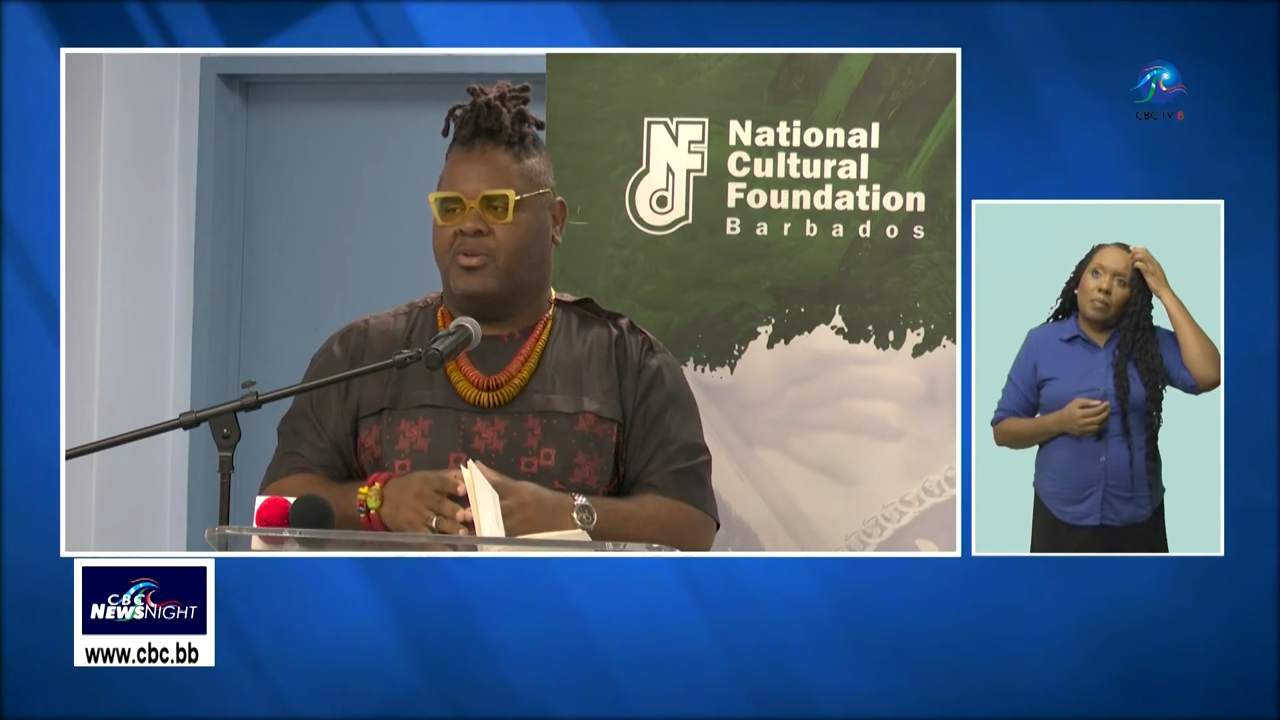 National
Cultural
Foundation
Barbados
CBC TV 8
CBC
NEWSNIGHT
www.cbc.bb